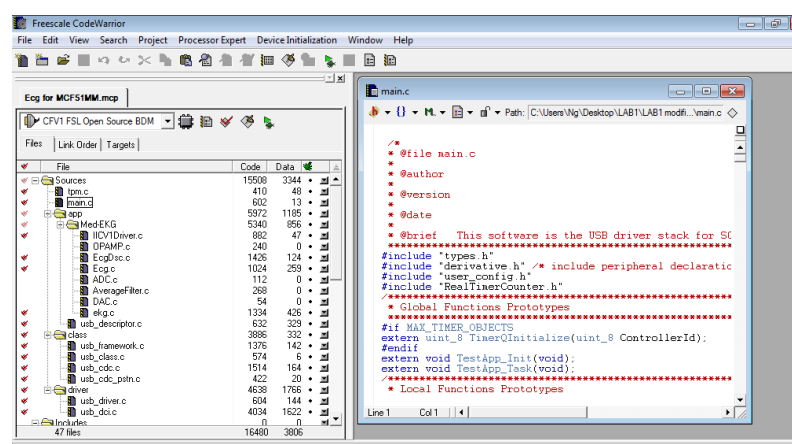 Freescale CodeWarrior
File Edit View Search Project Processor Expert Device Initialization Window Help
Ecg for MCF51MM.mcp
CFV1 FSL Open Source BDM
Files Link Order Targets
File Code Data
Sources 15508 3344
tpm.c 410 48
main.c 602 13
app 5972 1185
Med-EKG 5340 856
IICV1Driver.c 882 47
OPAMP.c 240 0
EcgDsc.c 1426 124
Ecg.c 1024 259
ADC.c 112 0
AverageFilter.c 268 0
DAC.c 54 0
ekg.c 1334 426
usb_descriptor.c 632 329
class 3886 332
usb_framework.c 1376 142
usb_class.c 574 6
usb_cdc.c 1514 164
usb_cdc_pstn.c 422 20
driver 4638 1766
usb_driver.c 604 144
usb_dci.c 4034 1622
Includes 0 0
47 files 16480 3806
main.c
{} M. Path: C:\Users\Ng\Desktop\LAB1\LAB1 modifi...\main.c
/*
* @file main.c
*
* @author
*
* @version
*
* @date
*
* @brief This software is the USB driver stack for
*****************************************
#include "types.h"
#include "derivative.h" /* include peripheral declaratic
#include "user_config.h"
#include "RealTimerCounter.h"
/****************************************
* Global Functions Prototypes
*****************************************
#if MAX_TIMER_OBJECTS
extern uint_8 TimerQInitialize(uint_8 ControllerId);
#endif
extern void TestApp_Init(void);
extern void TestApp_Task(void);
/****************************************
* Local Functions Prototypes
Line 1 Col 1